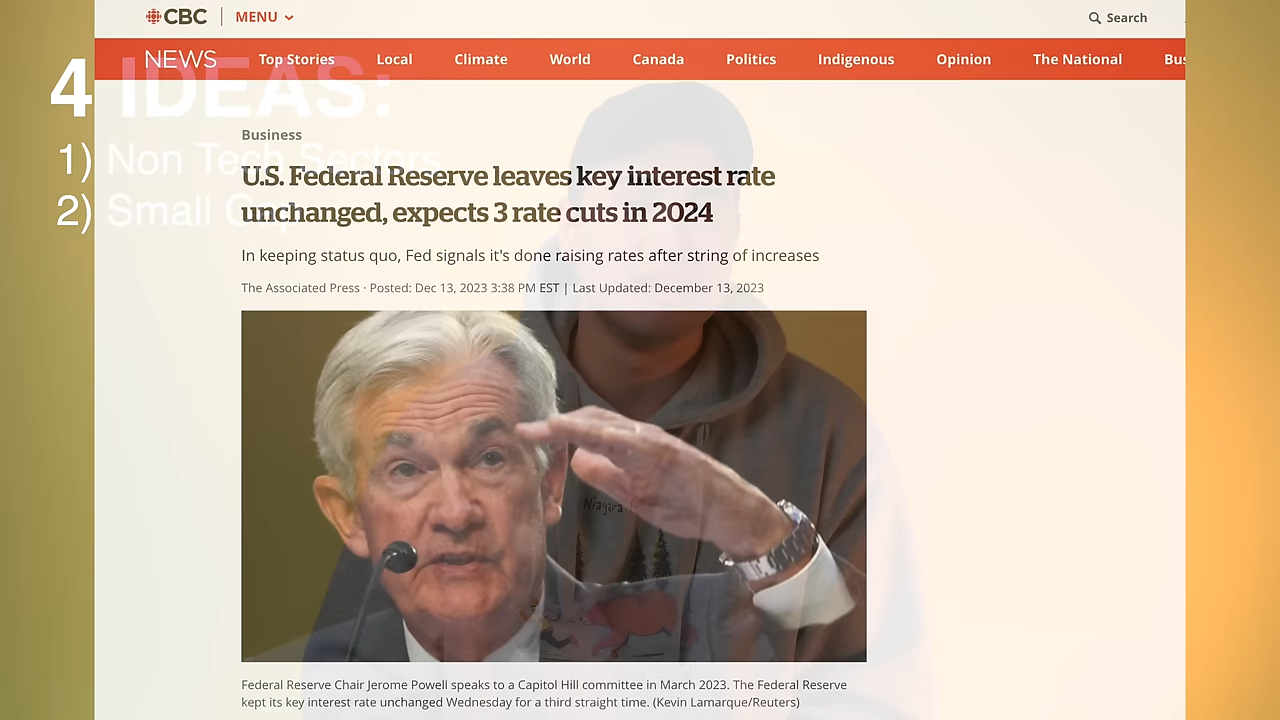 CBC MENU Search
NEWS Top Stories Local Climate World Canada Politics Indigenous Opinion The National Bus
4 IDEAS:
1) Non Tech Sectors
2) Small Cap
Business
U.S. Federal Reserve leaves key interest rate
unchanged, expects 3 rate cuts in 2024
In keeping status quo, Fed signals it's done raising rates after string of increases
The Associated Press · Posted: Dec 13, 2023 3:38 PM EST | Last Updated: December 13, 2023
Niagara
Federal Reserve Chair Jerome Powell speaks to a Capitol Hill committee in March 2023. The Federal Reserve
kept its key interest rate unchanged Wednesday for a third straight time. (Kevin Lamarque/Reuters)